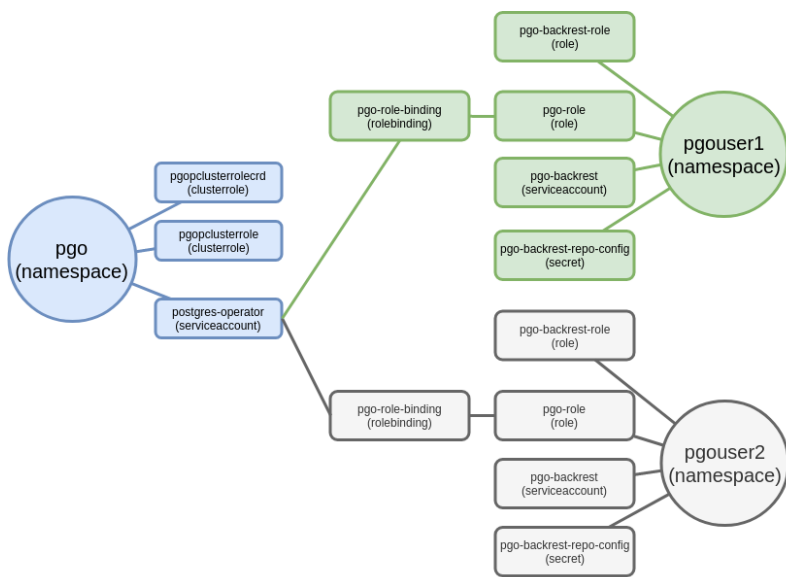 pgo-backrest-role
(role)
pgo-role-binding
(rolebinding)
pgo-role
(role)
pgouser1
(namespace)
pgopclusterrolecrd
(clusterrole)
pgo-backrest
(serviceaccount)
pgo
(namespace)
pgopclusterrole
(clusterrole)
pgo-backrest-repo-config
(secret)
postgres-operator
(serviceaccount)
pgo-backrest-role
(role)
pgo-role-binding
(rolebinding)
pgo-role
(role)
pgouser2
(namespace)
pgo-backrest
(serviceaccount)
pgo-backrest-repo-config
(secret)